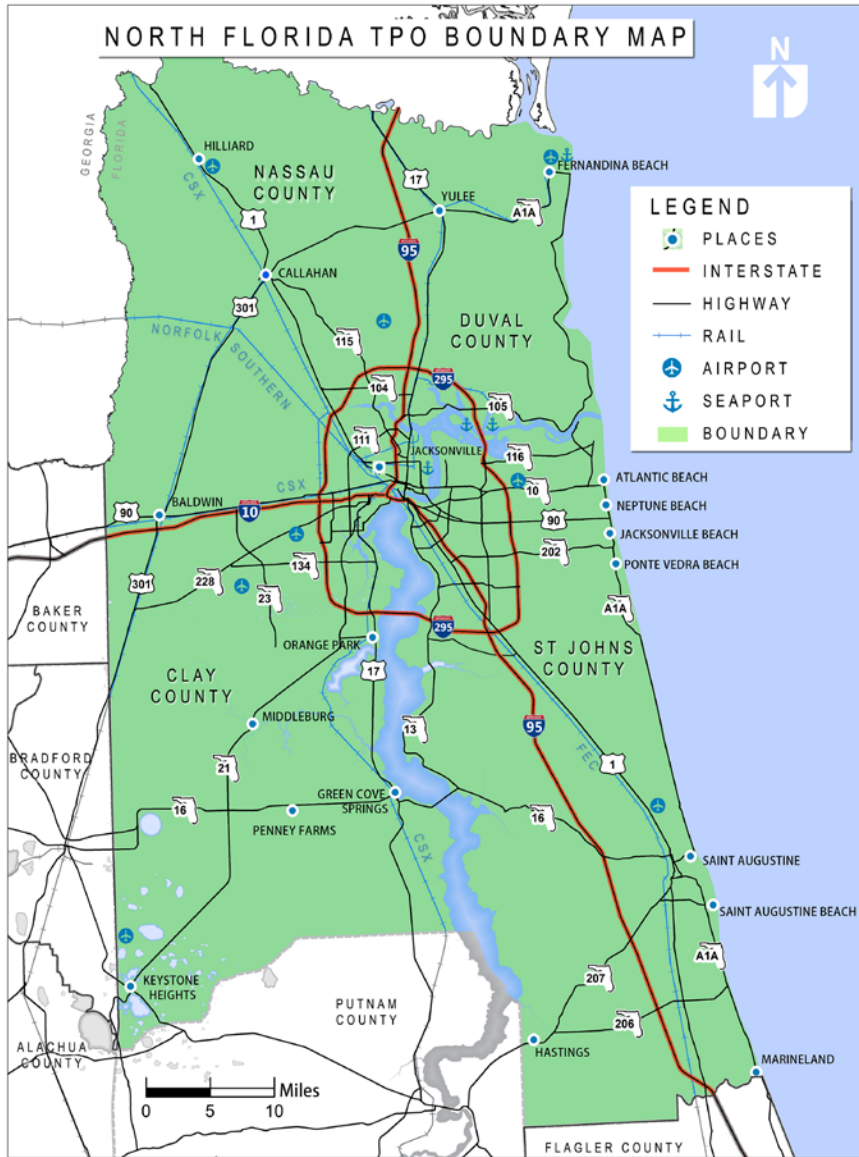 NORTH FLORIDA TPO BOUNDARY MAP
N
GEORGIA
FLORIDA
HILLIARD
NASSAU
COUNTY
CSX
1
17
YULEE
FERNANDINA BEACH
A1A
LEGEND
PLACES
INTERSTATE
HIGHWAY
RAIL
AIRPORT
SEAPORT
BOUNDARY
95
CALLAHAN
301
NORFOLK SOUTHERN
115
DUVAL
COUNTY
295
104
105
111
JACKSONVILLE
116
10
ATLANTIC BEACH
NEPTUNE BEACH
JACKSONVILLE BEACH
PONTE VEDRA BEACH
90
BALDWIN
CSX
10
90
202
301
228
134
23
A1A
BAKER
COUNTY
295
ORANGE PARK
17
ST JOHNS
COUNTY
CLAY
COUNTY
MIDDLEBURG
13
95
FEC
1
BRADFORD
COUNTY
21
16
PENNEY FARMS
GREEN COVE
SPRINGS
CSX
16
SAINT AUGUSTINE
SAINT AUGUSTINE BEACH
A1A
KEYSTONE
HEIGHTS
207
206
PUTNAM
COUNTY
HASTINGS
ALACHUA
COUNTY
MARINELAND
Miles
0 5 10
FLAGLER COUNTY